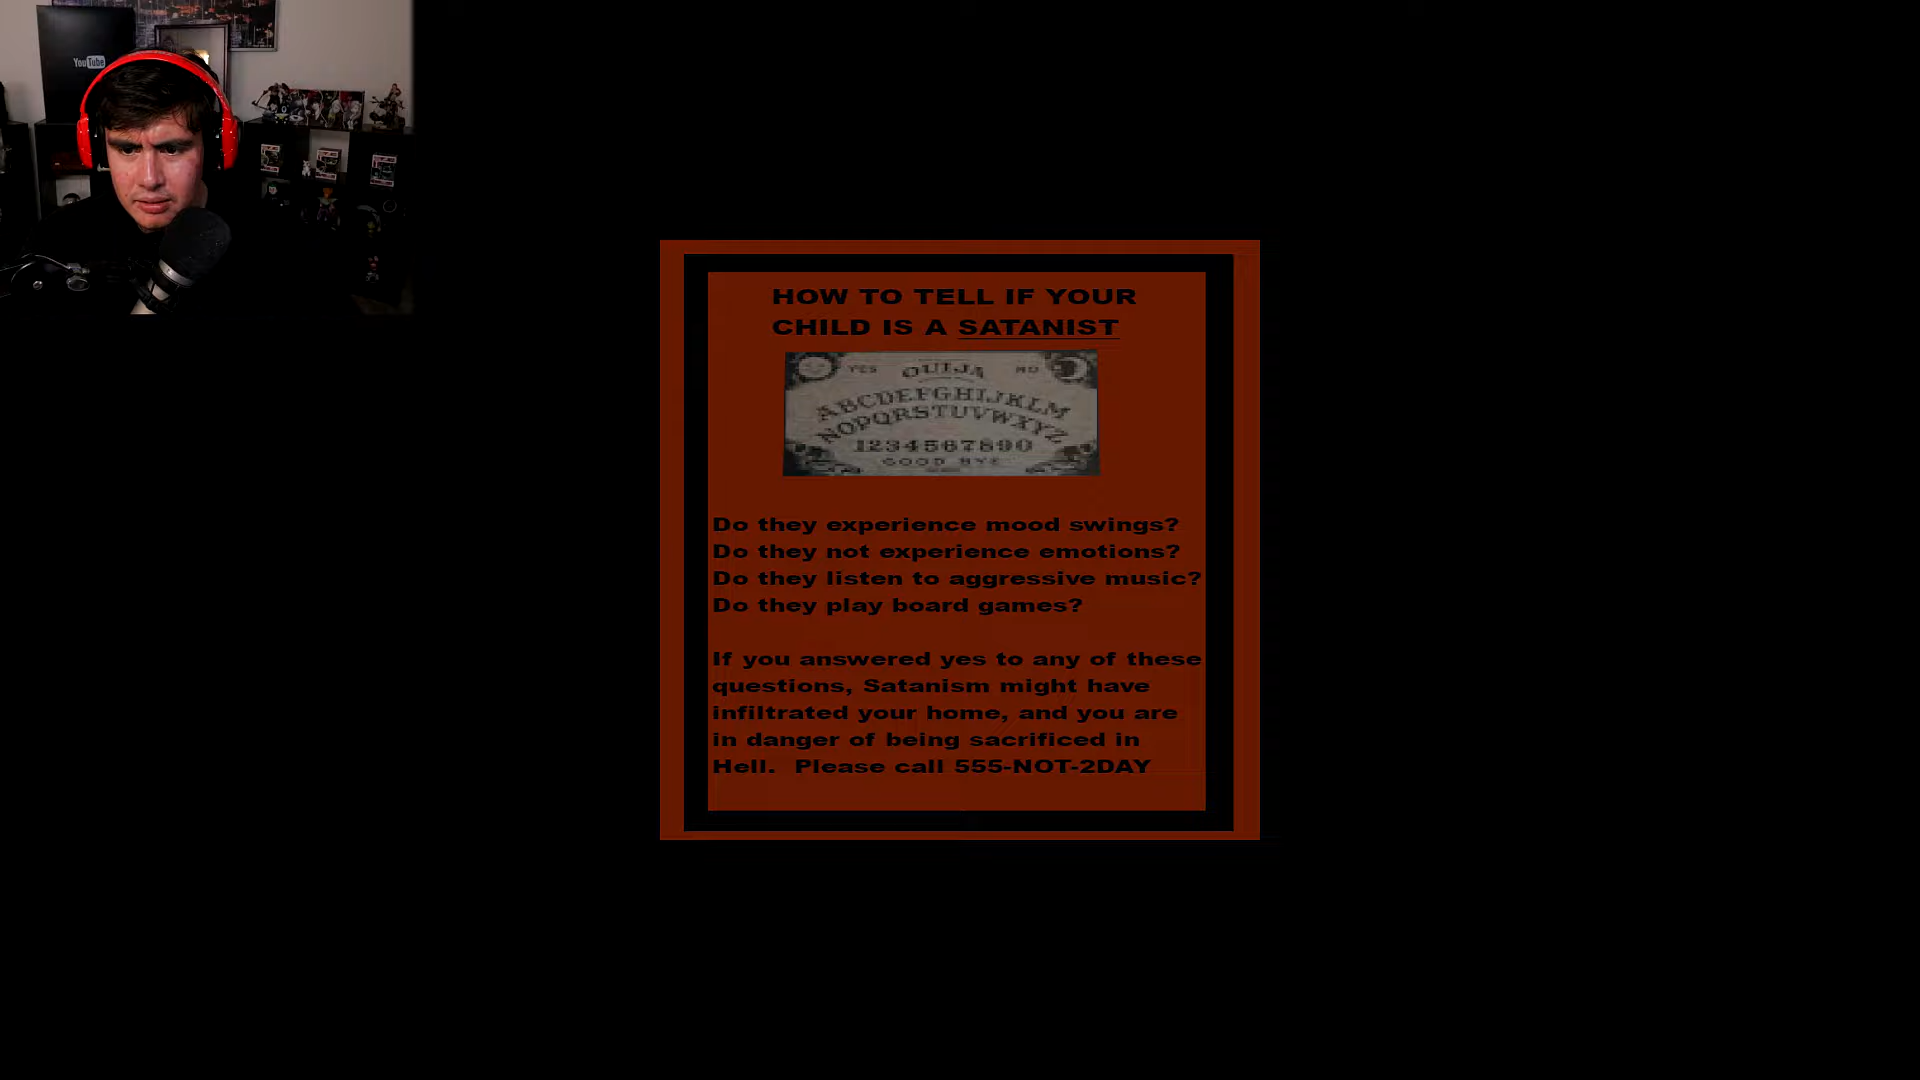 YouTube
HOW TO TELL IF YOUR
CHILD IS A SATANIST
YES OUIJA NO
ABCDEFGHIJKLM
NOPQRSTUVWXYZ
1234567890
GOOD BYE
Do they experience mood swings?
Do they not experience emotions?
Do they listen to aggressive music?
Do they play board games?
If you answered yes to any of these
questions, Satanism might have
infiltrated your home, and you are
in danger of being sacrificed in
Hell. Please call 555-NOT-2DAY